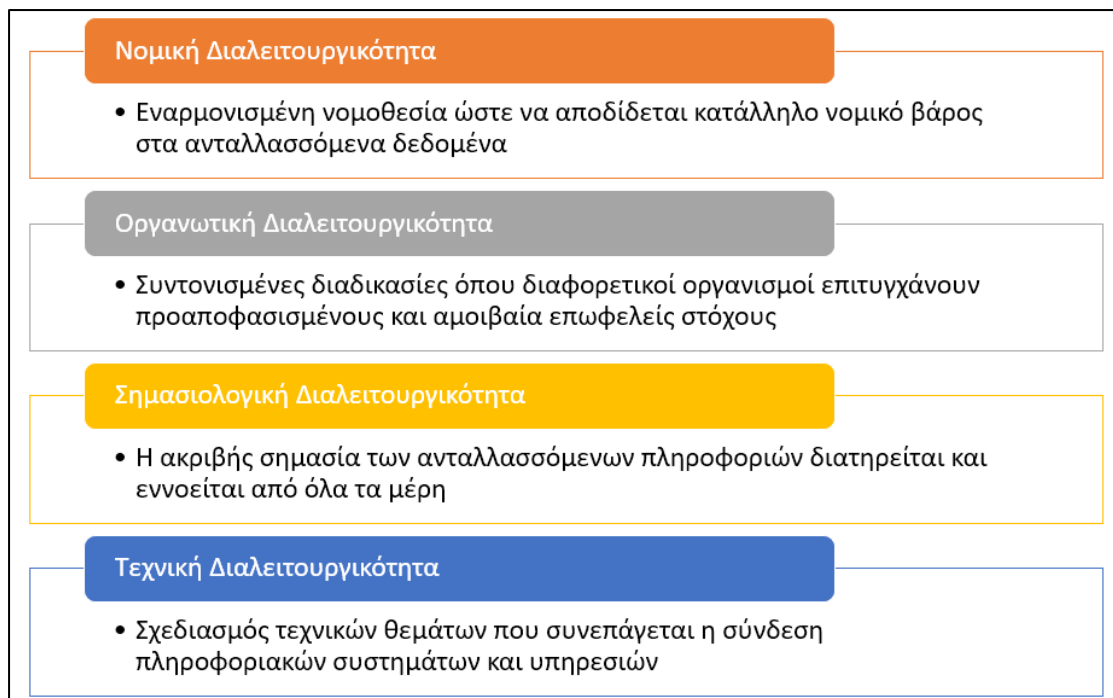 Νομική Διαλειτουργικότητα
• Εναρμονισμένη νομοθεσία ώστε να αποδίδεται κατάλληλο νομικό βάρος
στα ανταλλασσόμενα δεδομένα
Οργανωτική Διαλειτουργικότητα
• Συντονισμένες διαδικασίες όπου διαφορετικοί οργανισμοί επιτυγχάνουν
προαποφασισμένους και αμοιβαία επωφελείς στόχους
Σημασιολογική Διαλειτουργικότητα
• Η ακριβής σημασία των ανταλλασσόμενων πληροφοριών διατηρείται και
εννοείται από όλα τα μέρη
Τεχνική Διαλειτουργικότητα
• Σχεδιασμός τεχνικών θεμάτων που συνεπάγεται η σύνδεση
πληροφοριακών συστημάτων και υπηρεσιών